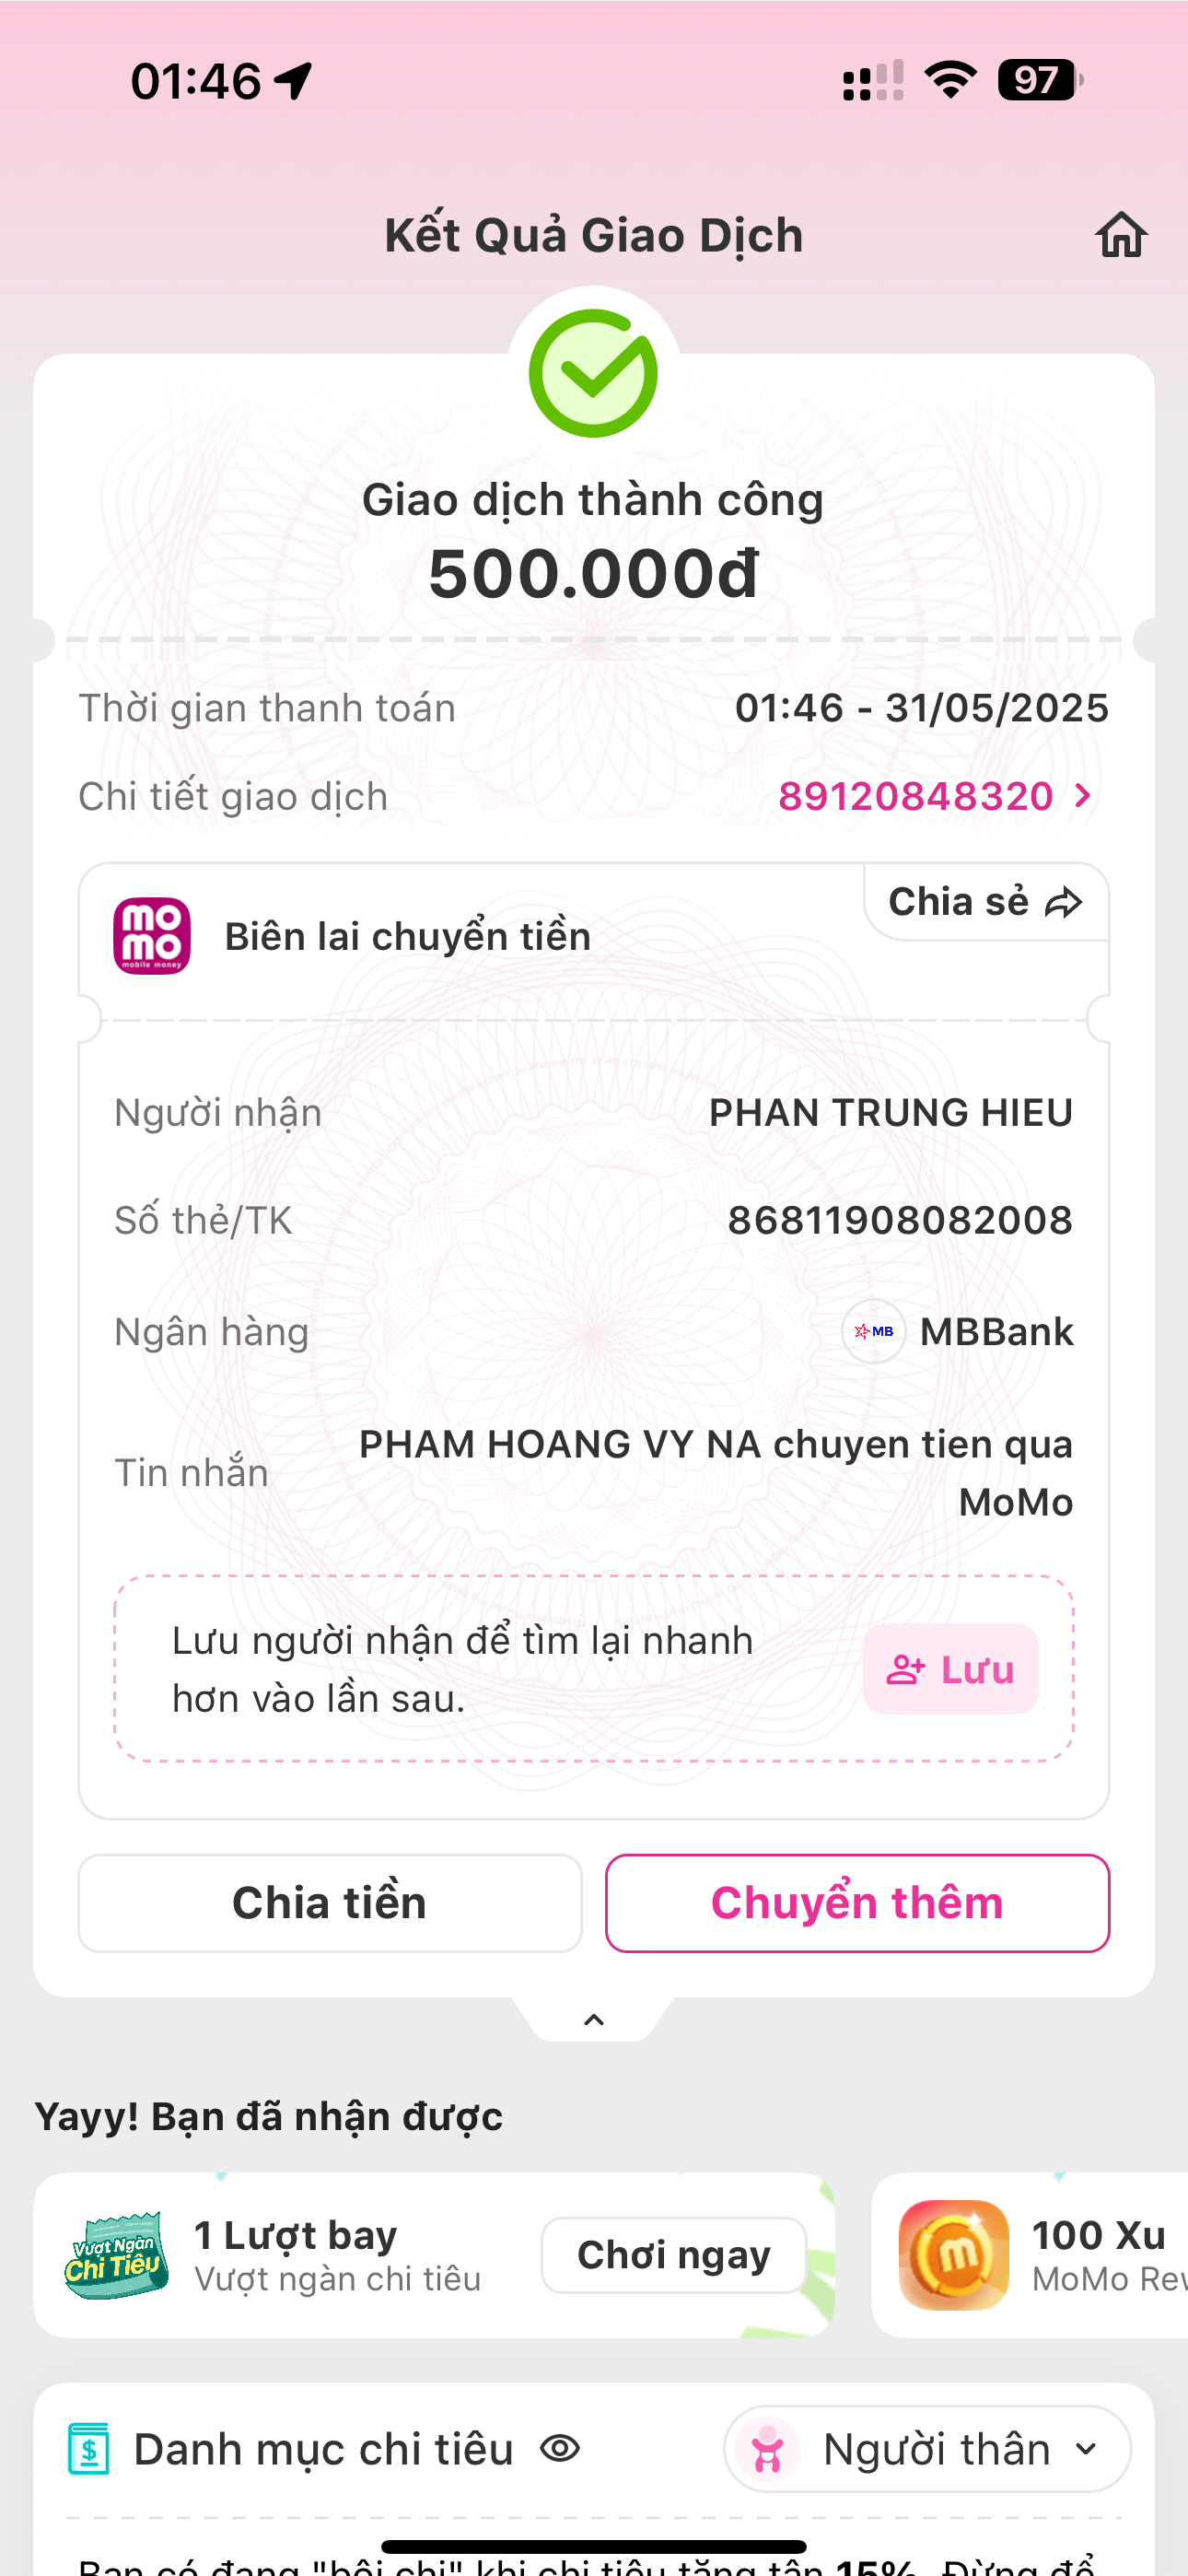 01:46
97
Kết Quả Giao Dịch
Giao dịch thành công
500.000đ
Thời gian thanh toán 01:46 - 31/05/2025
Chi tiết giao dịch 89120848320
Chia sẻ
mo
mo
mobile money
Biên lai chuyển tiền
Người nhận PHAN TRUNG HIEU
Số thẻ/TK 86811908082008
Ngân hàng MB MBBank
Tin nhắn PHAM HOANG VY NA chuyen tien qua
MoMo
Lưu người nhận để tìm lại nhanh
hơn vào lần sau.
Lưu
Chia tiền Chuyển thêm
Yayy! Bạn đã nhận được
Vượt Ngàn
Chi Tiêu
1 Lượt bay
Vượt ngàn chi tiêu
Chơi ngay
m
100 Xu
MoMo Rew
$ Danh mục chi tiêu Người thân
Bạn có đang "bội chi" khi chi tiêu tăng tận 15%. Đừng để